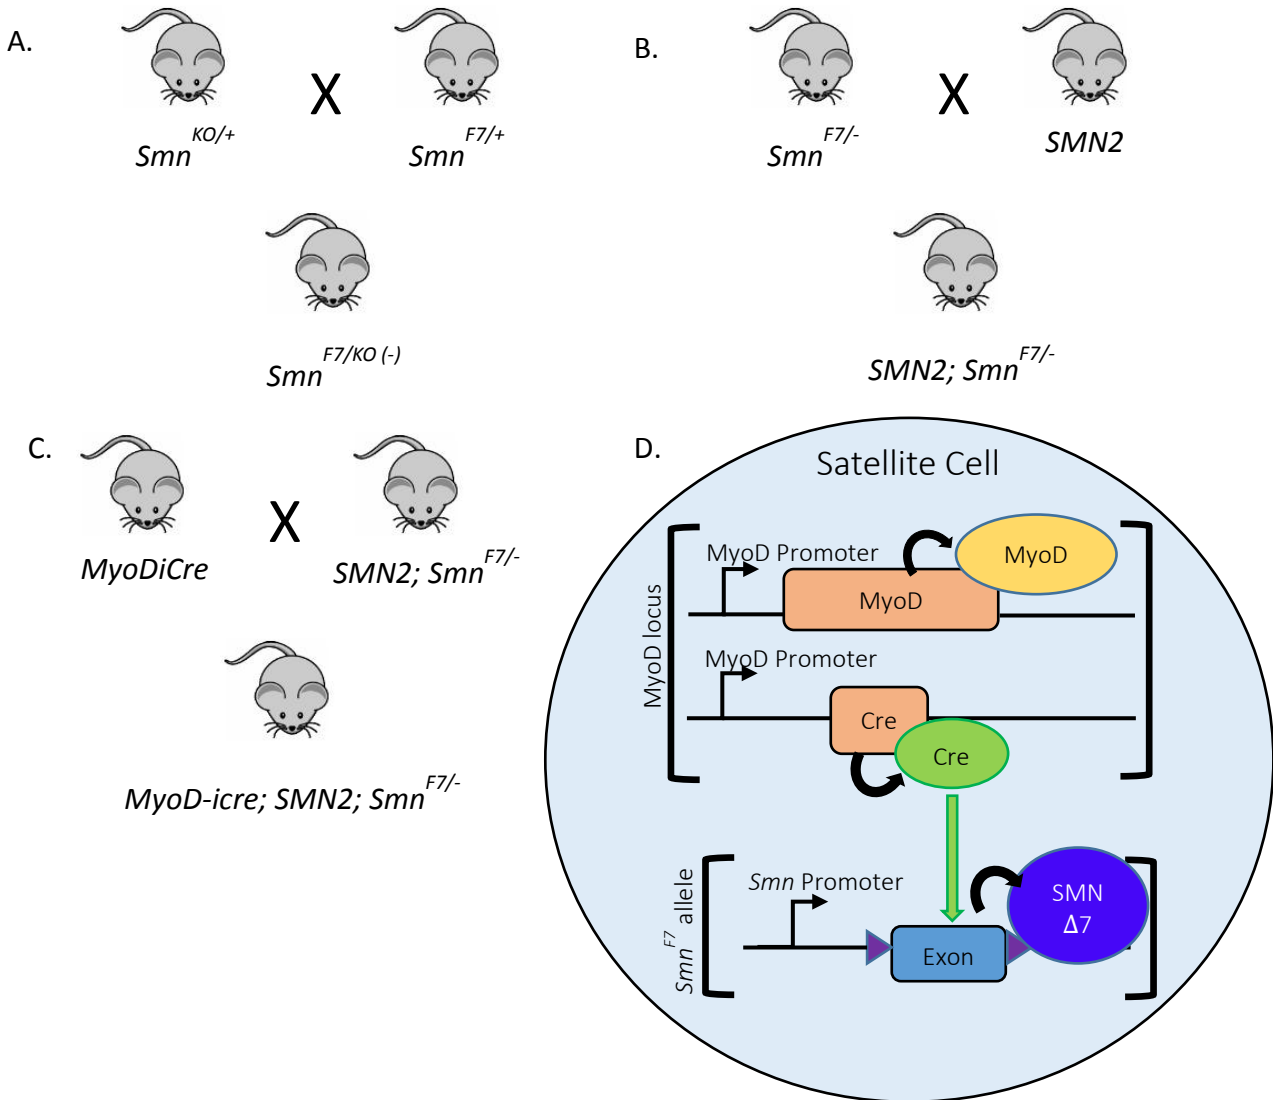 A.
X
Smn KO/+
Smn F7/+
Smn F7/KO (-)
B.
X
Smn F7/-
SMN2
SMN2; Smn F7/-
C.
X
MyoDiCre
SMN2; Smn F7/-
MyoD-icre; SMN2; Smn F7/-
D.
Satellite Cell
MyoD locus
MyoD Promoter
MyoD
MyoD
MyoD Promoter
Cre
Cre
Smn F7 allele
Smn Promoter
Exon
SMN
Δ7